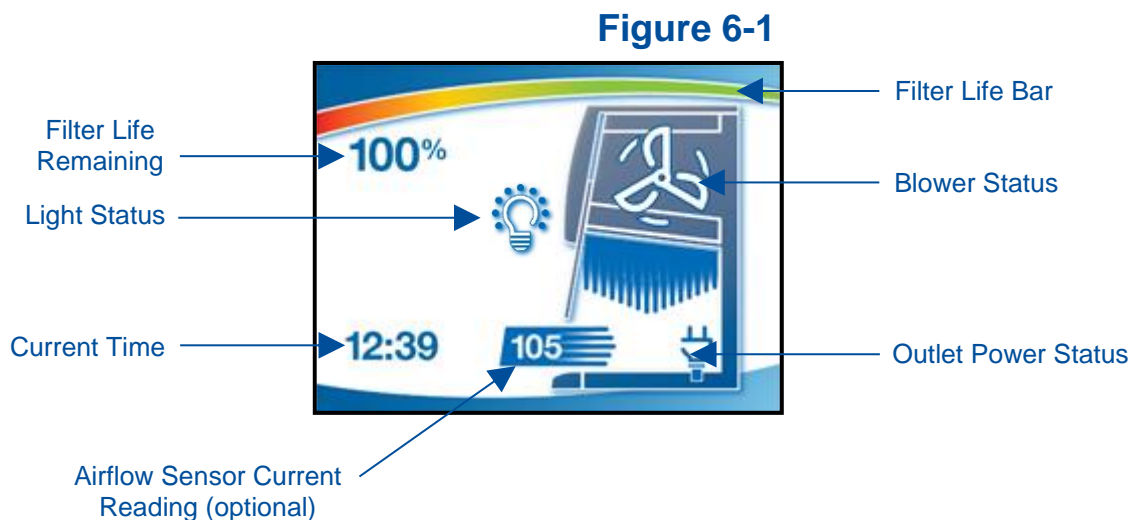 Figure 6-1
Filter Life Bar
Filter Life
Remaining
100%
Blower Status
Light Status
Current Time
12:39
105
Outlet Power Status
Airflow Sensor Current
Reading (optional)